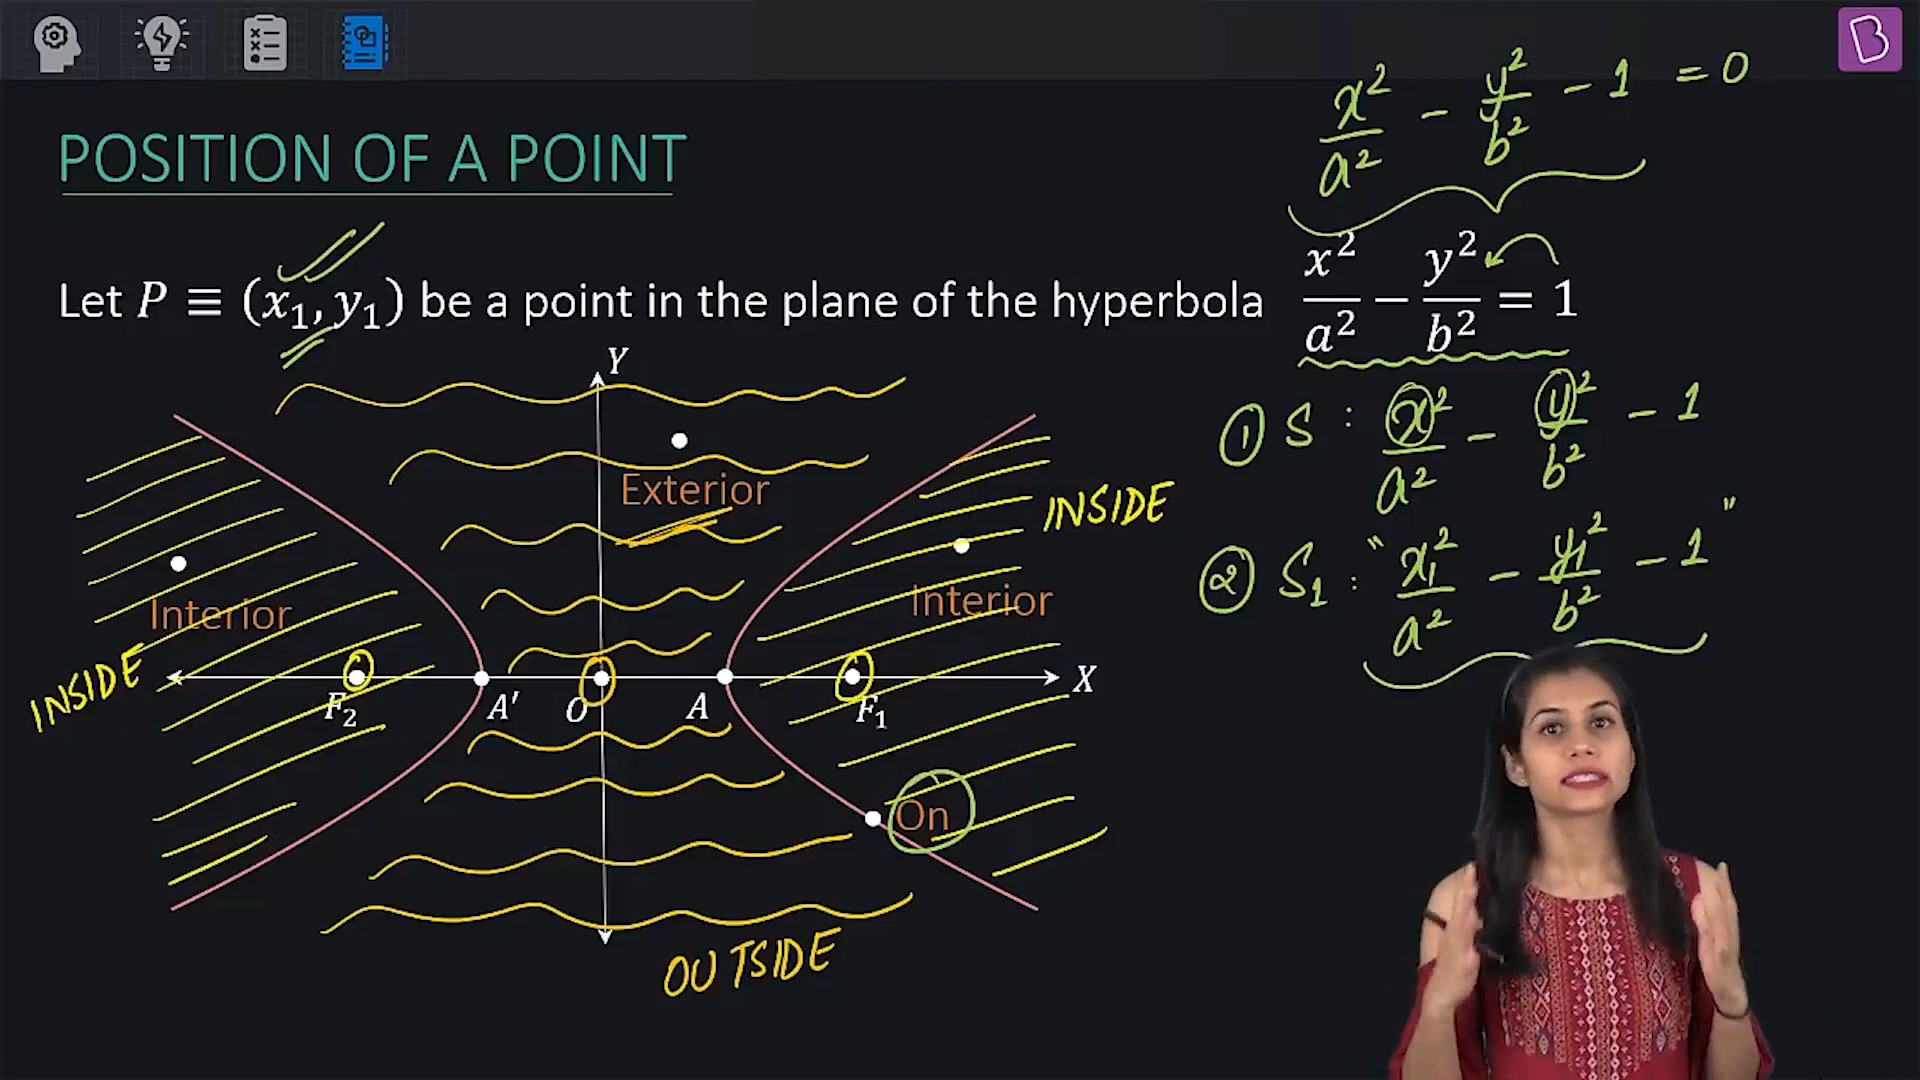 B
x²/a² - y²/b² - 1 = 0
POSITION OF A POINT
Let P ≡ (x₁, y₁) be a point in the plane of the hyperbola x²/a² - y²/b² = 1
Y
① S : x²/a² - y²/b² - 1
Exterior
INSIDE
② S₁ : " x₁²/a² - y₁²/b² - 1 "
Interior
Interior
INSIDE
F₂ A′ O A F₁ X
On
OUTSIDE